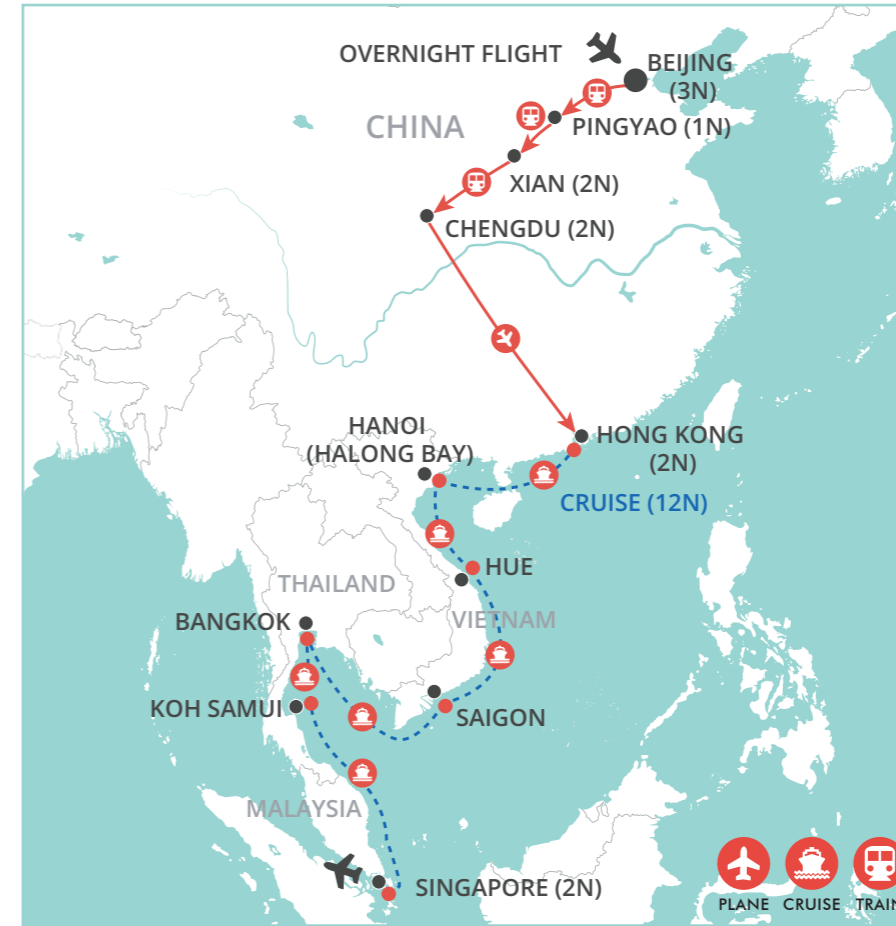 OVERNIGHT FLIGHT
BEIJING
(3N)
CHINA
PINGYAO (1N)
XIAN (2N)
CHENGDU (2N)
HANOI
(HALONG BAY)
HONG KONG
(2N)
CRUISE (12N)
HUE
THAILAND
VIETNAM
BANGKOK
KOH SAMUI
SAIGON
MALAYSIA
SINGAPORE (2N)
PLANE CRUISE TRAIN